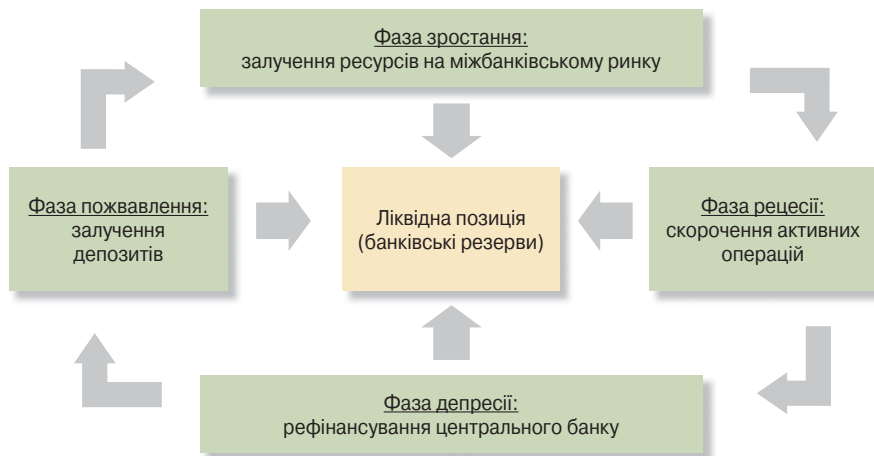 Фаза зростання:
залучення ресурсів на міжбанківському ринку
Фаза пожвавлення:
залучення
депозитів
Ліквідна позиція
(банківські резерви)
Фаза рецесії:
скорочення активних
операцій
Фаза депресії:
рефінансування центрального банку